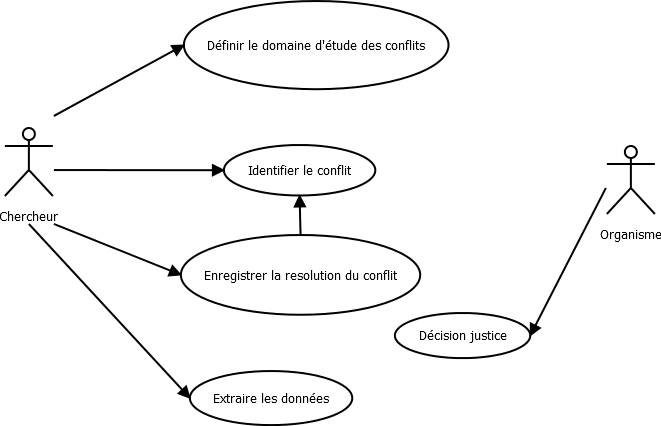 Définir le domaine d'étude des conflits
Identifier le conflit
Chercheur
Organisme
Enregistrer la resolution du conflit
Décision justice
Extraire les données